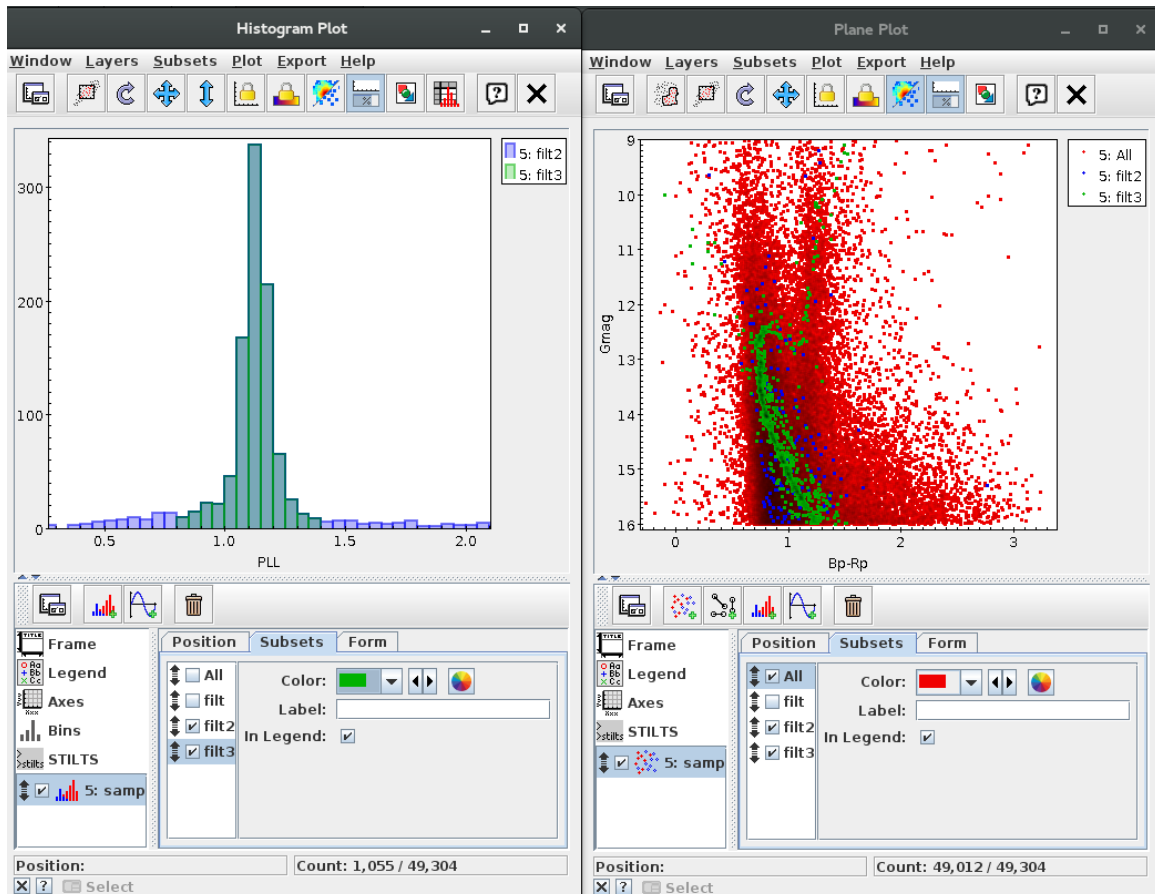 Histogram Plot
Window Layers Subsets Plot Export Help
5: filt2
5: filt3
300
200
100
0
0.5 1.0 1.5 2.0
PLL
Frame
Legend
Axes
Bins
STILTS
5: samp
Position Subsets Form
All
filt
filt2
filt3
Color:
Label:
In Legend:
Position:
Count: 1,055 / 49,304
Select
Plane Plot
Window Layers Subsets Plot Export Help
5: All
5: filt2
5: filt3
9
10
11
12
13
14
15
16
Gmag
0 1 2 3
Bp-Rp
Frame
Legend
Axes
STILTS
5: samp
Position Subsets Form
All
filt
filt2
filt3
Color:
Label:
In Legend:
Position:
Count: 49,012 / 49,304
Select